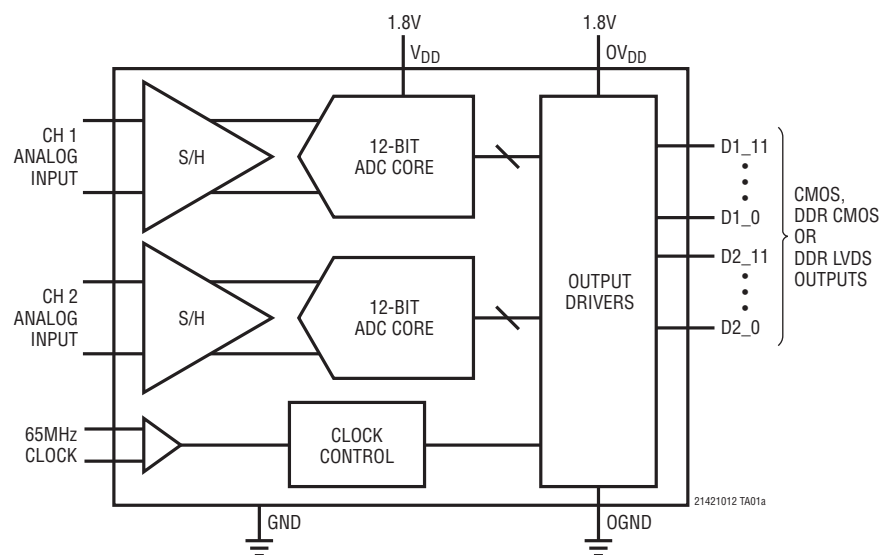 1.8V
1.8V
VDD
OVDD
CH 1
ANALOG
INPUT
S/H
12-BIT
ADC CORE
D1_11
D1_0
D2_11
D2_0
CMOS,
DDR CMOS
OR
DDR LVDS
OUTPUTS
OUTPUT
DRIVERS
CH 2
ANALOG
INPUT
S/H
12-BIT
ADC CORE
65MHz
CLOCK
CLOCK
CONTROL
21421012 TA01a
GND
OGND